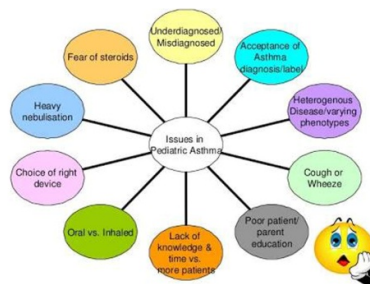 Underdiagnosed/
Misdiagnosed
Acceptance of
Asthma
diagnosis/label
Heterogenous
Disease/varying
phenotypes
Cough or
Wheeze
Poor patient/
parent
education
Lack of
knowledge &
time vs.
more patients
Oral vs. Inhaled
Choice of right
device
Heavy
nebulisation
Fear of steroids
Issues in
Pediatric Asthma